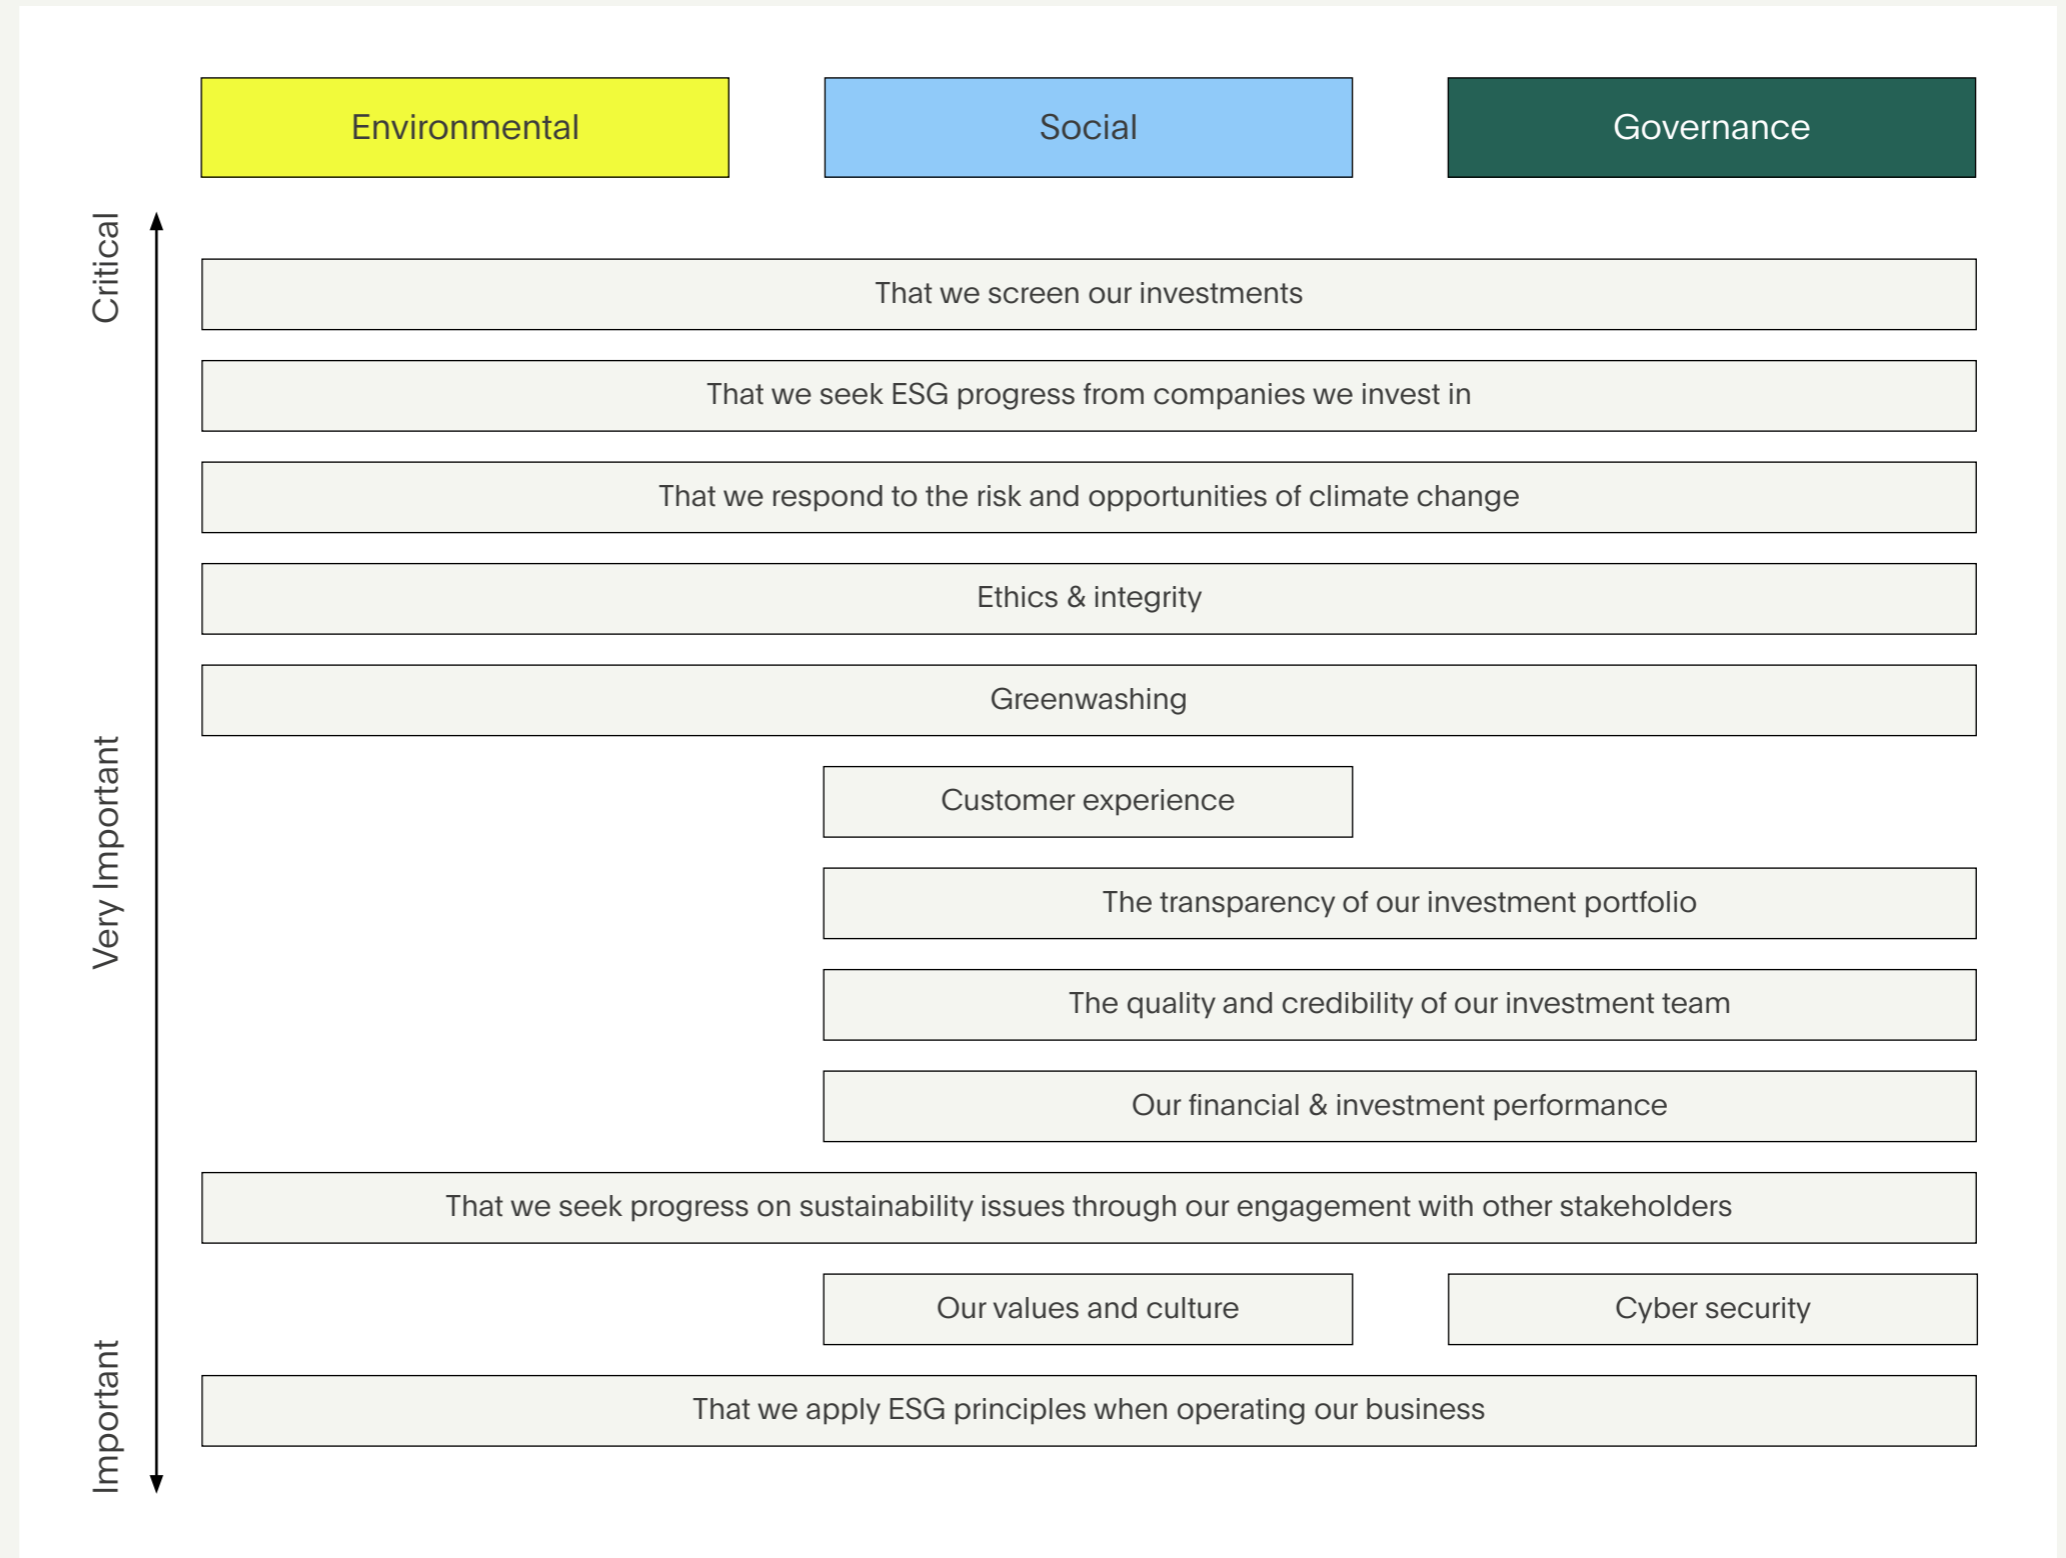 Environmental
Social
Governance
Critical
That we screen our investments
That we seek ESG progress from companies we invest in
That we respond to the risk and opportunities of climate change
Ethics & integrity
Greenwashing
Very Important
Customer experience
The transparency of our investment portfolio
The quality and credibility of our investment team
Our financial & investment performance
That we seek progress on sustainability issues through our engagement with other stakeholders
Our values and culture
Cyber security
Important
That we apply ESG principles when operating our business